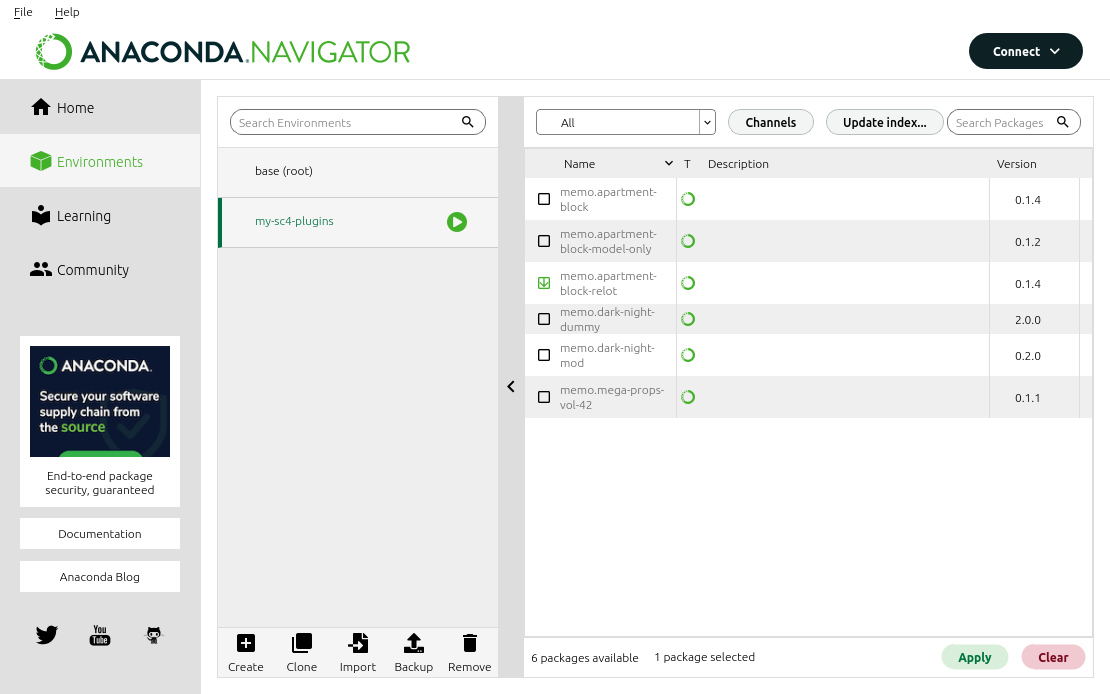 File Help
ANACONDA.NAVIGATOR
Connect
Home
Environments
Learning
Community
ANACONDA.
Secure your software
supply chain from
the source
End-to-end package
security, guaranteed
Documentation
Anaconda Blog
You
Tube
Search Environments
base (root)
my-sc4-plugins
Create Clone Import Backup Remove
All Channels Update index... Search Packages
Name T Description Version
memo.apartment-
block 0.1.4
memo.apartment-
block-model-only 0.1.2
memo.apartment-
block-relot 0.1.4
memo.dark-night-
dummy 2.0.0
memo.dark-night-
mod 0.2.0
memo.mega-props-
vol-42 0.1.1
6 packages available 1 package selected Apply Clear